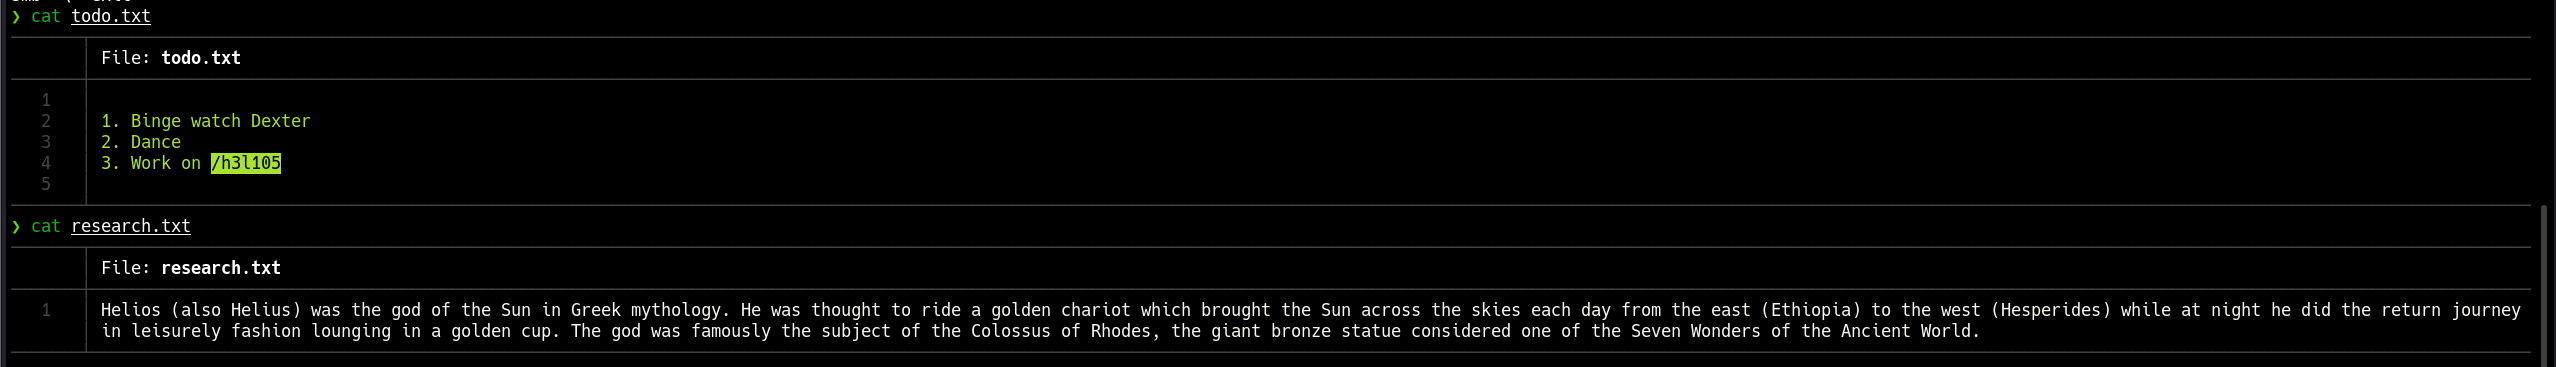 ❯ cat todo.txt
File: todo.txt
1
2 1. Binge watch Dexter
3 2. Dance
4 3. Work on /h3l105
5
❯ cat research.txt
File: research.txt
1 Helios (also Helius) was the god of the Sun in Greek mythology. He was thought to ride a golden chariot which brought the Sun across the skies each day from the east (Ethiopia) to the west (Hesperides) while at night he did the return journey
in leisurely fashion lounging in a golden cup. The god was famously the subject of the Colossus of Rhodes, the giant bronze statue considered one of the Seven Wonders of the Ancient World.